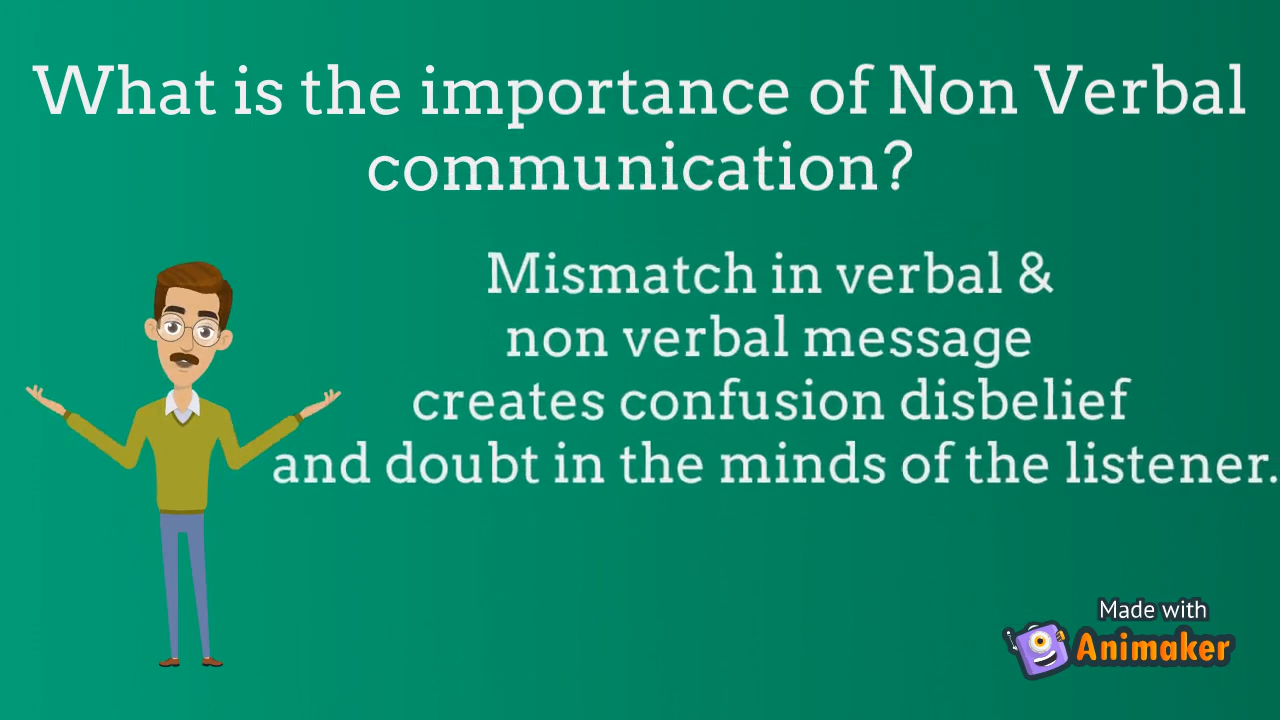 What is the importance of Non Verbal
communication?
Mismatch in verbal &
non verbal message
creates confusion disbelief
and doubt in the minds of the listener.
Made with
Animaker